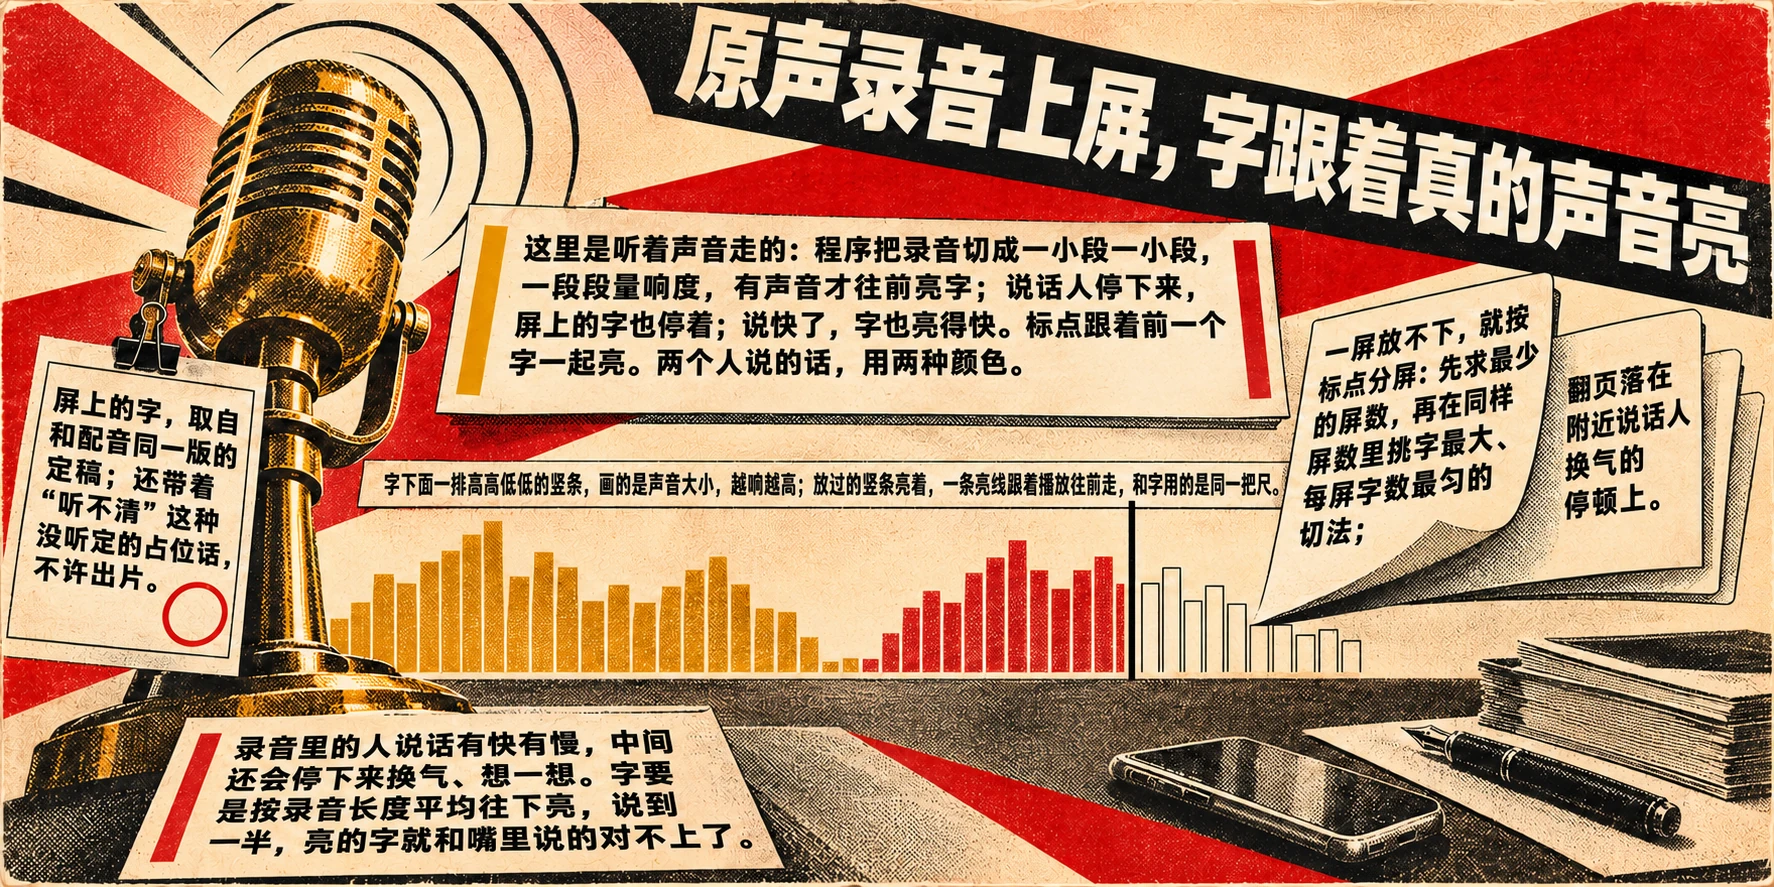 原声录音上屏，字跟着真的声音亮
这里是听着声音走的：程序把录音切成一小段一小段，
一段段量响度，有声音才往前亮字；说话人停下来，
屏上的字也停着；说快了，字也亮得快。标点跟着前一个
字一起亮。两个人说的话，用两种颜色。
一屏放不下，就按
标点分屏：先求最少
的屏数，再在同样
屏数里挑字最大、
每屏字数最匀的
切法；
翻页落在
附近说话人
换气的
停顿上。
屏上的字，取自
和配音同一版的
定稿；还带着
“听不清”这种
没听定的占位话，
不许出片。
字下面一排高高低低的竖条，画的是声音大小，越响越高；放过的竖条亮着，一条亮线跟着播放往前走，和字用的是同一把尺。
录音里的人说话有快有慢，中间
还会停下来换气、想一想。字要
是按录音长度平均往下亮，说到
一半，亮的字就和嘴里说的对不上了。